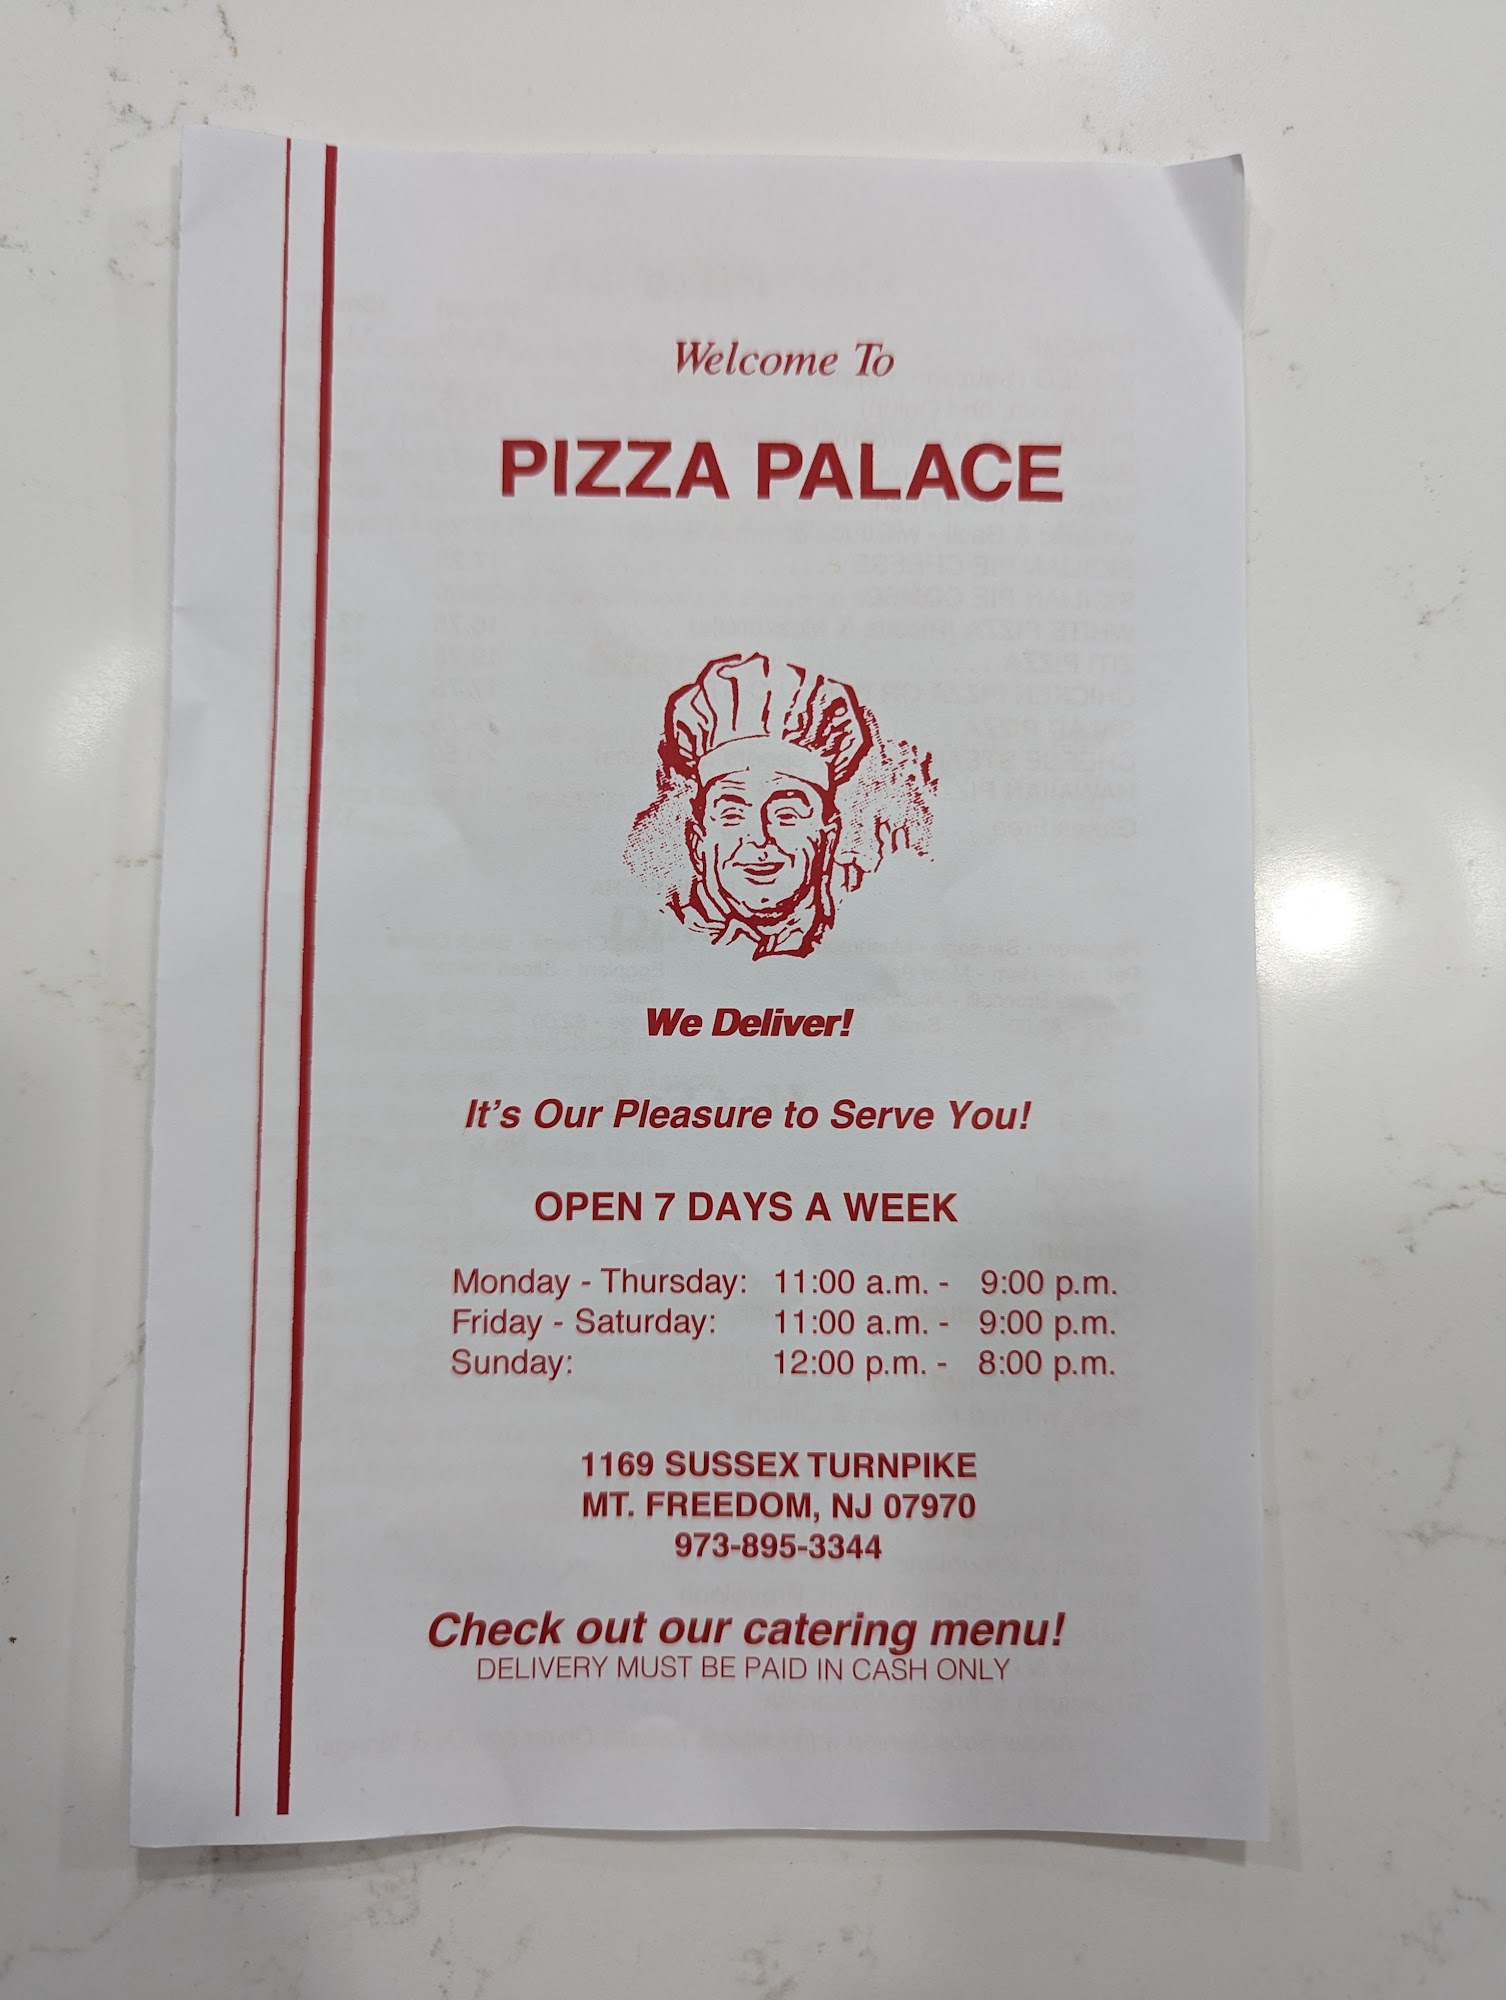 Welcome To
PIZZA PALACE
We Deliver!
It's Our Pleasure to Serve You!
OPEN 7 DAYS A WEEK
Monday - Thursday: 11:00 a.m. - 9:00 p.m.
Friday - Saturday: 11:00 a.m. - 9:00 p.m.
Sunday: 12:00 p.m. - 8:00 p.m.
1169 SUSSEX TURNPIKE
MT. FREEDOM, NJ 07970
973-895-3344
Check out our catering menu!
DELIVERY MUST BE PAID IN CASH ONLY